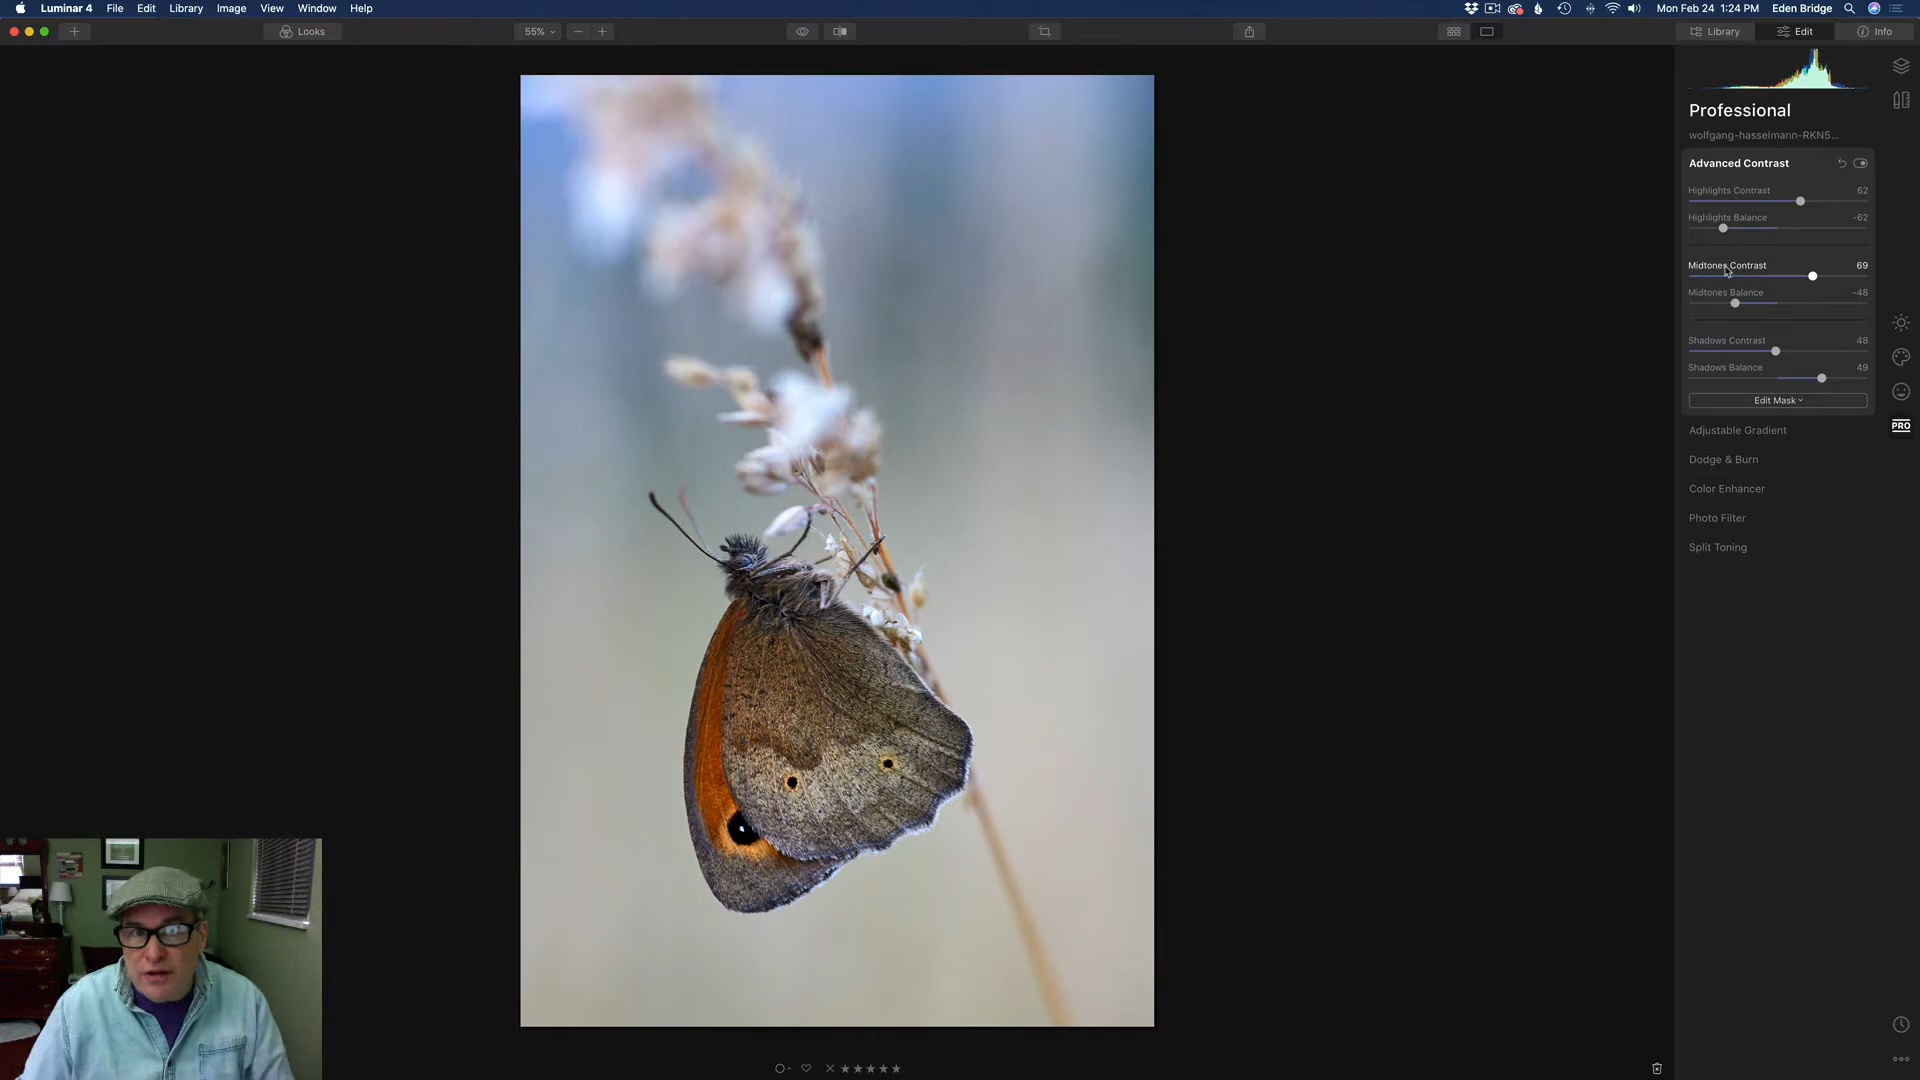 Luminar 4 File Edit Library Image View Window Help Mon Feb 24 1:24 PM Eden Bridge
Looks 55% Library Edit Info
Professional
wolfgang-hasselmann-RKN5...
Advanced Contrast
Highlights Contrast 62
Highlights Balance -62
Midtones Contrast 69
Midtones Balance -48
Shadows Contrast 48
Shadows Balance 49
Edit Mask
Adjustable Gradient
PRO
Dodge & Burn
Color Enhancer
Photo Filter
Split Toning